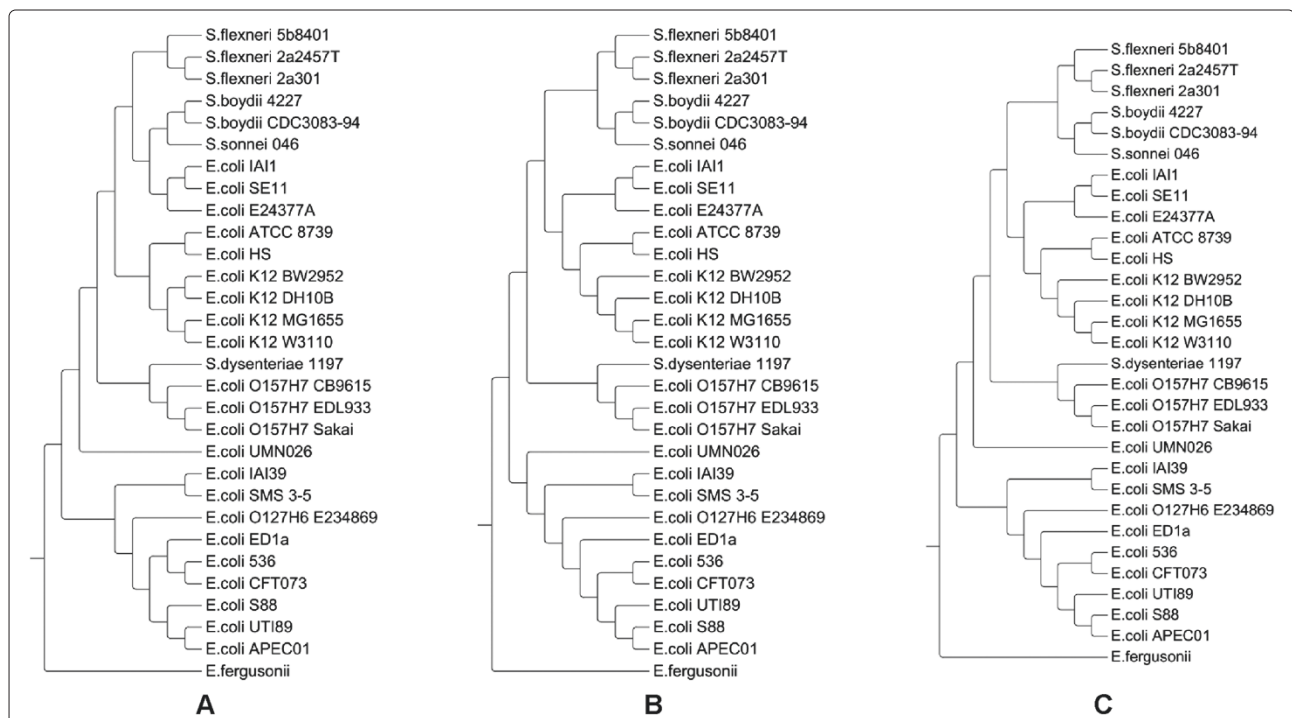 S.flexneri 5b8401
S.flexneri 2a2457T
S.flexneri 2a301
S.boydii 4227
S.boydii CDC3083-94
S.sonnei 046
E.coli IAI1
E.coli SE11
E.coli E24377A
E.coli ATCC 8739
E.coli HS
E.coli K12 BW2952
E.coli K12 DH10B
E.coli K12 MG1655
E.coli K12 W3110
S.dysenteriae 1197
E.coli O157H7 CB9615
E.coli O157H7 EDL933
E.coli O157H7 Sakai
E.coli UMN026
E.coli IAI39
E.coli SMS 3-5
E.coli O127H6 E234869
E.coli ED1a
E.coli 536
E.coli CFT073
E.coli S88
E.coli UTI89
E.coli APEC01
E.fergusonii
A
S.flexneri 5b8401
S.flexneri 2a2457T
S.flexneri 2a301
S.boydii 4227
S.boydii CDC3083-94
S.sonnei 046
E.coli IAI1
E.coli SE11
E.coli E24377A
E.coli ATCC 8739
E.coli HS
E.coli K12 BW2952
E.coli K12 DH10B
E.coli K12 MG1655
E.coli K12 W3110
S.dysenteriae 1197
E.coli O157H7 CB9615
E.coli O157H7 EDL933
E.coli O157H7 Sakai
E.coli UMN026
E.coli IAI39
E.coli SMS 3-5
E.coli O127H6 E234869
E.coli ED1a
E.coli 536
E.coli CFT073
E.coli UTI89
E.coli S88
E.coli APEC01
E.fergusonii
B
S.flexneri 5b8401
S.flexneri 2a2457T
S.flexneri 2a301
S.boydii 4227
S.boydii CDC3083-94
S.sonnei 046
E.coli IAI1
E.coli SE11
E.coli E24377A
E.coli ATCC 8739
E.coli HS
E.coli K12 BW2952
E.coli K12 DH10B
E.coli K12 MG1655
E.coli K12 W3110
S.dysenteriae 1197
E.coli O157H7 CB9615
E.coli O157H7 EDL933
E.coli O157H7 Sakai
E.coli UMN026
E.coli IAI39
E.coli SMS 3-5
E.coli O127H6 E234869
E.coli ED1a
E.coli 536
E.coli CFT073
E.coli UTI89
E.coli S88
E.coli APEC01
E.fergusonii
C